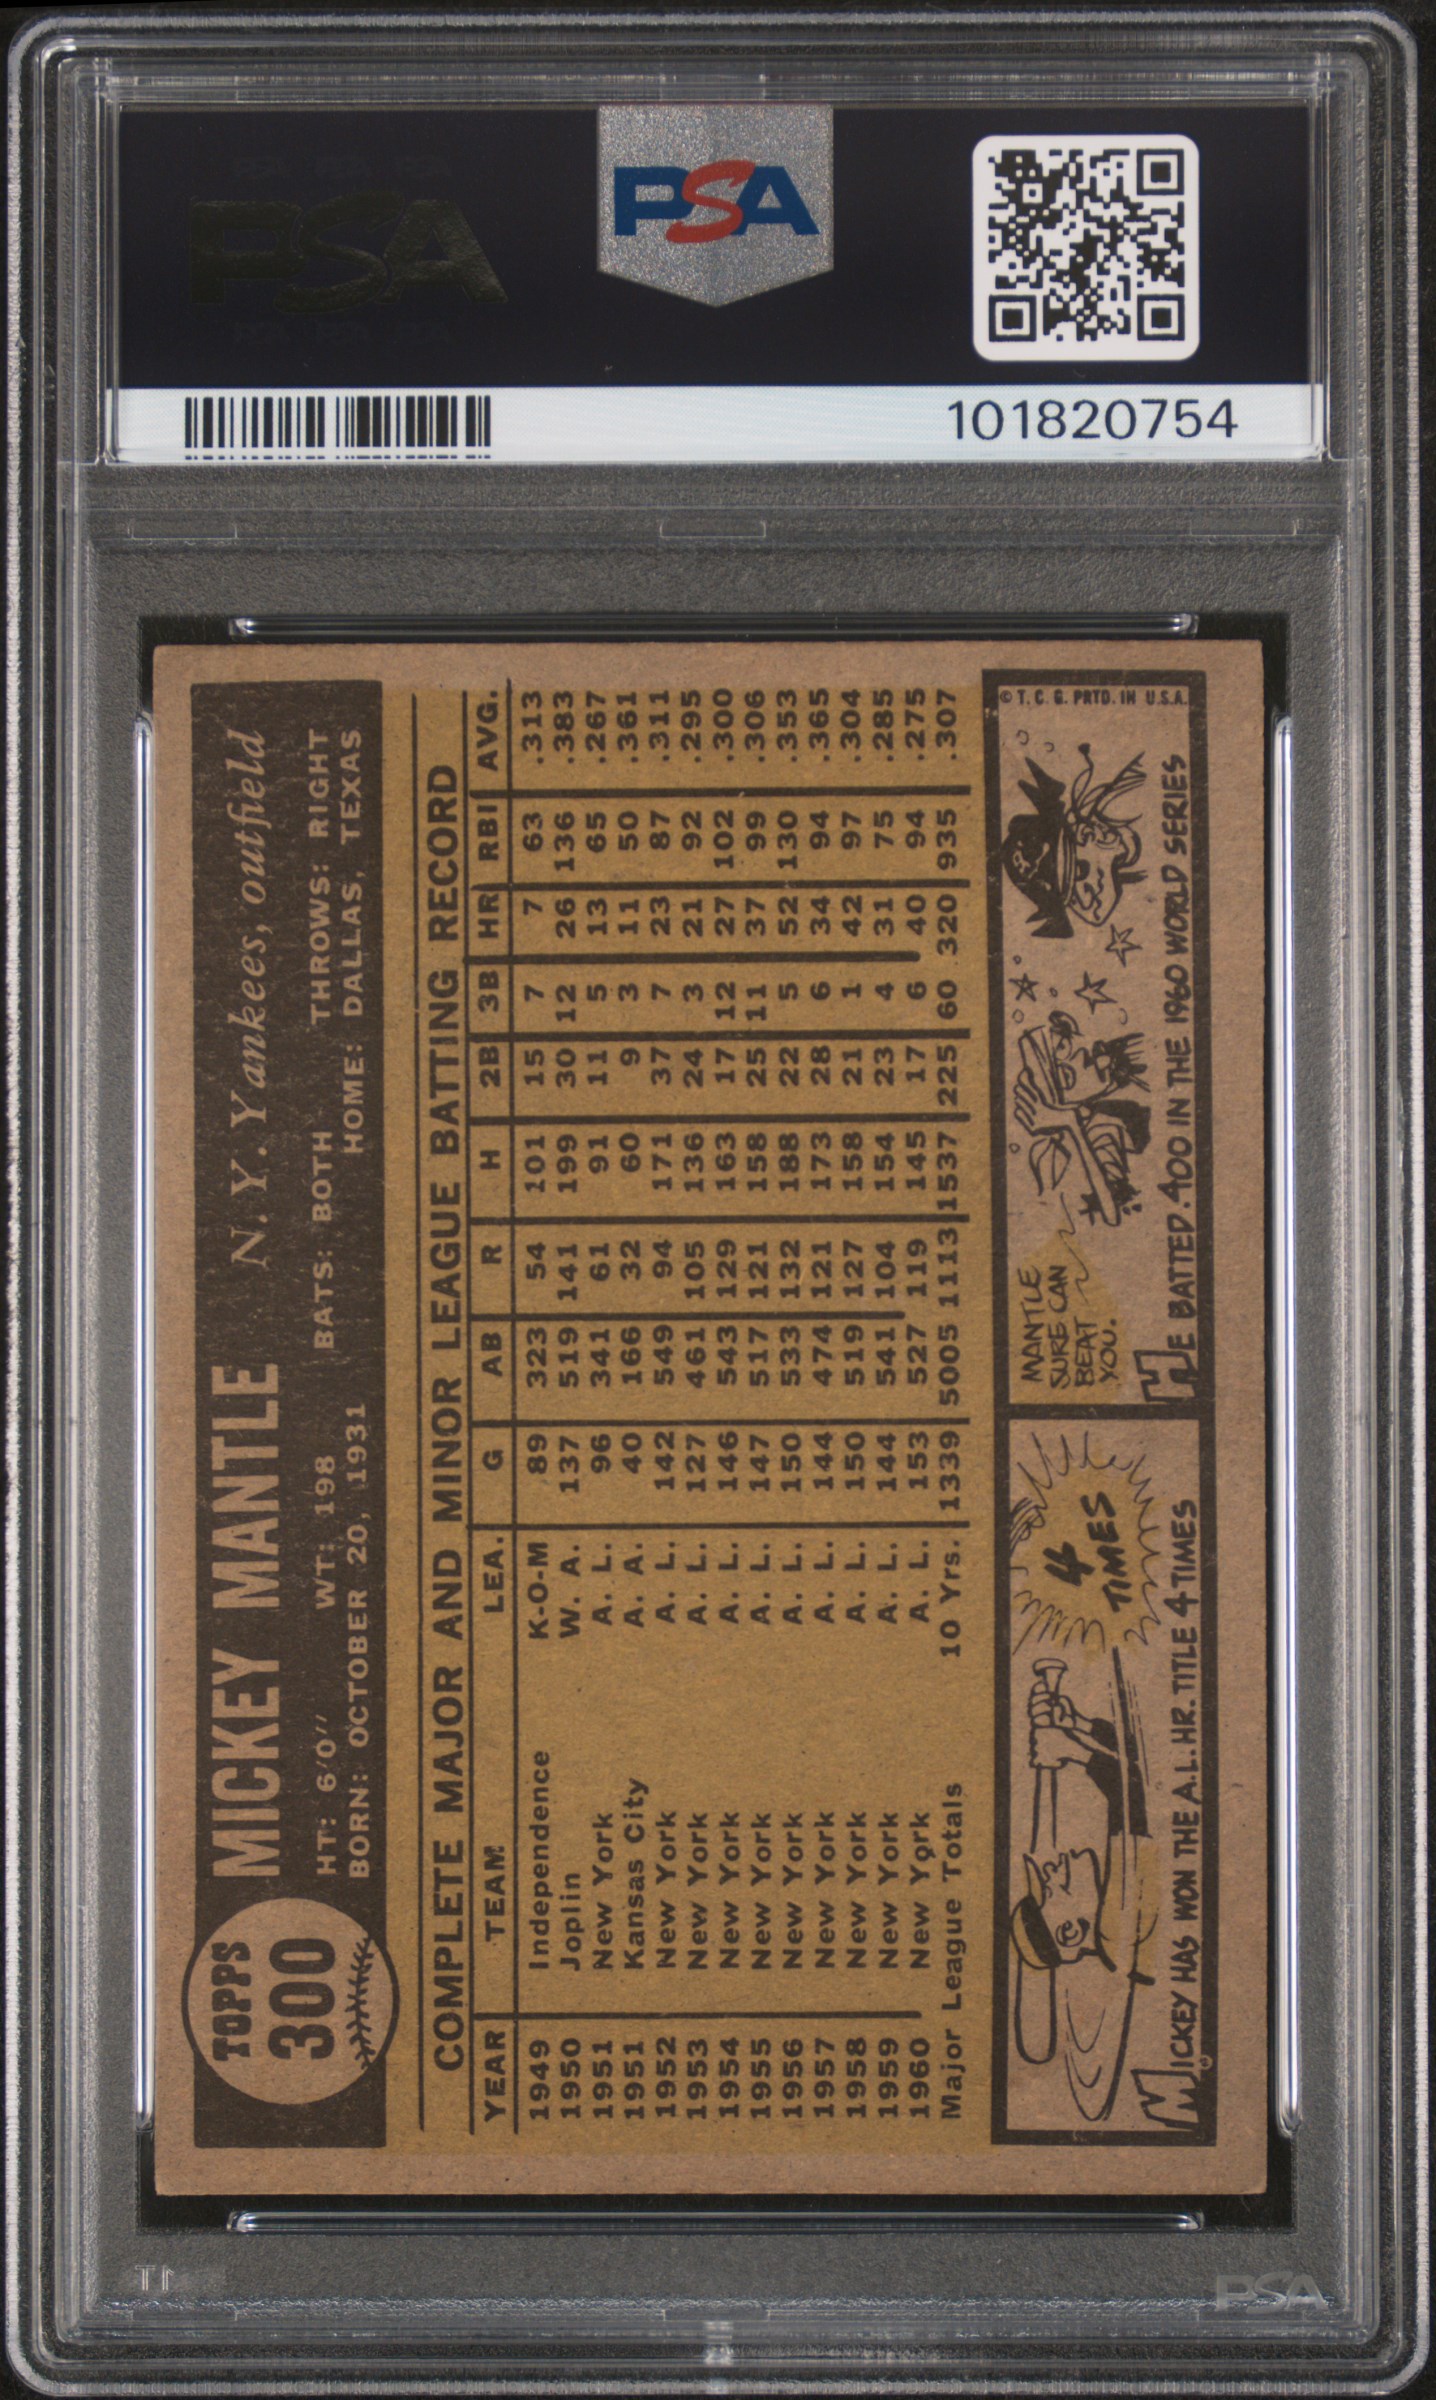 PSA
PSA
101820754
TOPPS
300
MICKEY MANTLE N. Y. Yankees, outfield
HT: 6'0" WT: 198 BATS: BOTH THROWS: RIGHT
BORN: OCTOBER 20, 1931 HOME: DALLAS, TEXAS
COMPLETE MAJOR AND MINOR LEAGUE BATTING RECORD
YEAR TEAM LEA. G AB R H 2B 3B HR RBI AVG.
1949 Independence K-O-M 89 323 54 101 15 7 7 63 .313
1950 Joplin W. A. 137 519 141 199 30 12 26 136 .383
1951 New York A. L. 96 341 61 91 11 5 13 65 .267
1951 Kansas City A. A. 40 166 32 60 9 3 11 50 .361
1952 New York A. L. 142 549 94 171 37 7 23 87 .311
1953 New York A. L. 127 461 105 136 24 3 21 92 .295
1954 New York A. L. 146 543 129 163 17 12 27 102 .300
1955 New York A. L. 147 517 121 158 25 11 37 99 .306
1956 New York A. L. 150 533 132 188 22 5 52 130 .353
1957 New York A. L. 144 474 121 173 28 6 34 94 .365
1958 New York A. L. 150 519 127 158 21 1 42 97 .304
1959 New York A. L. 144 541 104 154 23 4 31 75 .285
1960 New York A. L. 153 527 119 145 17 6 40 94 .275
Major League Totals 10 Yrs. 1339 5005 1113 1537 225 60 320 935 .307
4
TIMES
MICKEY HAS WON THE A.L. HR. TITLE 4 TIMES
MANTLE
SURE CAN
BEAT
YOU.
HE BATTED .400 IN THE 1960 WORLD SERIES
© T. C. G. PRTD. IN U.S.A.
PSA